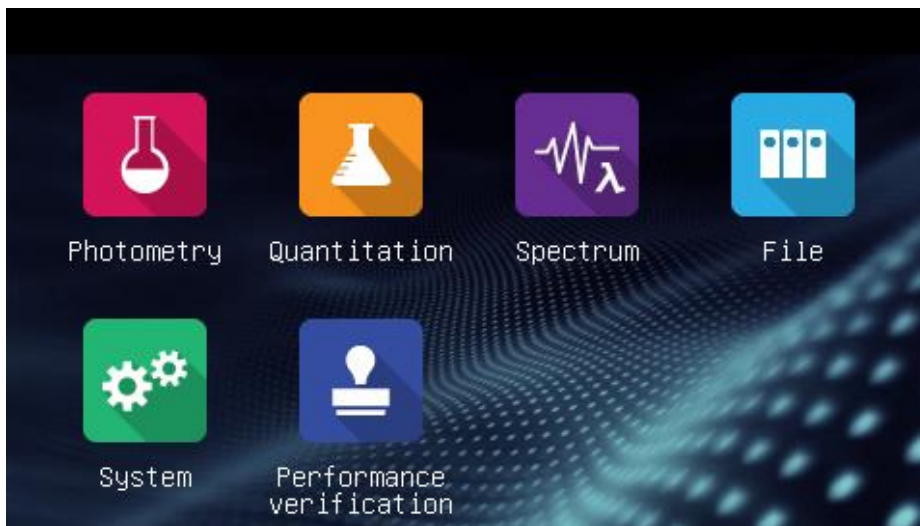 Photometry
Quantitation
Spectrum
λ
File
System
Performance
verification